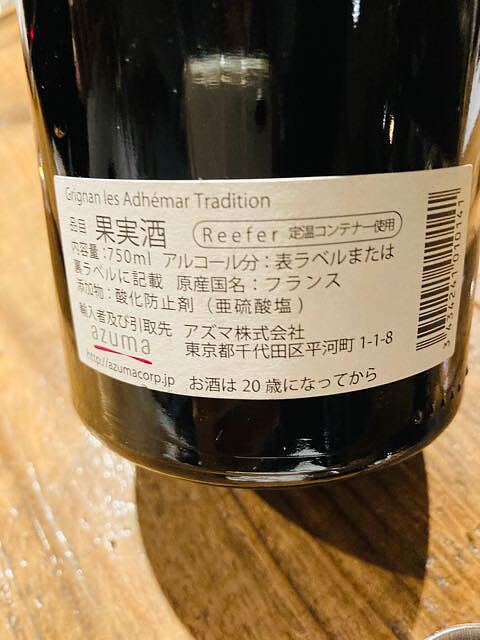 Grignan les Adhémar Tradition
品目 果実酒 Reefer 定温コンテナー使用
内容量:750ml アルコール分:表ラベルまたは
裏ラベルに記載 原産国名:フランス
添加物:酸化防止剤(亜硫酸塩)
輸入者及び引取先 アズマ株式会社
azuma 東京都千代田区平河町 1-1-8
http://azumacorp.jp お酒は 20 歳になってから
3434241010141